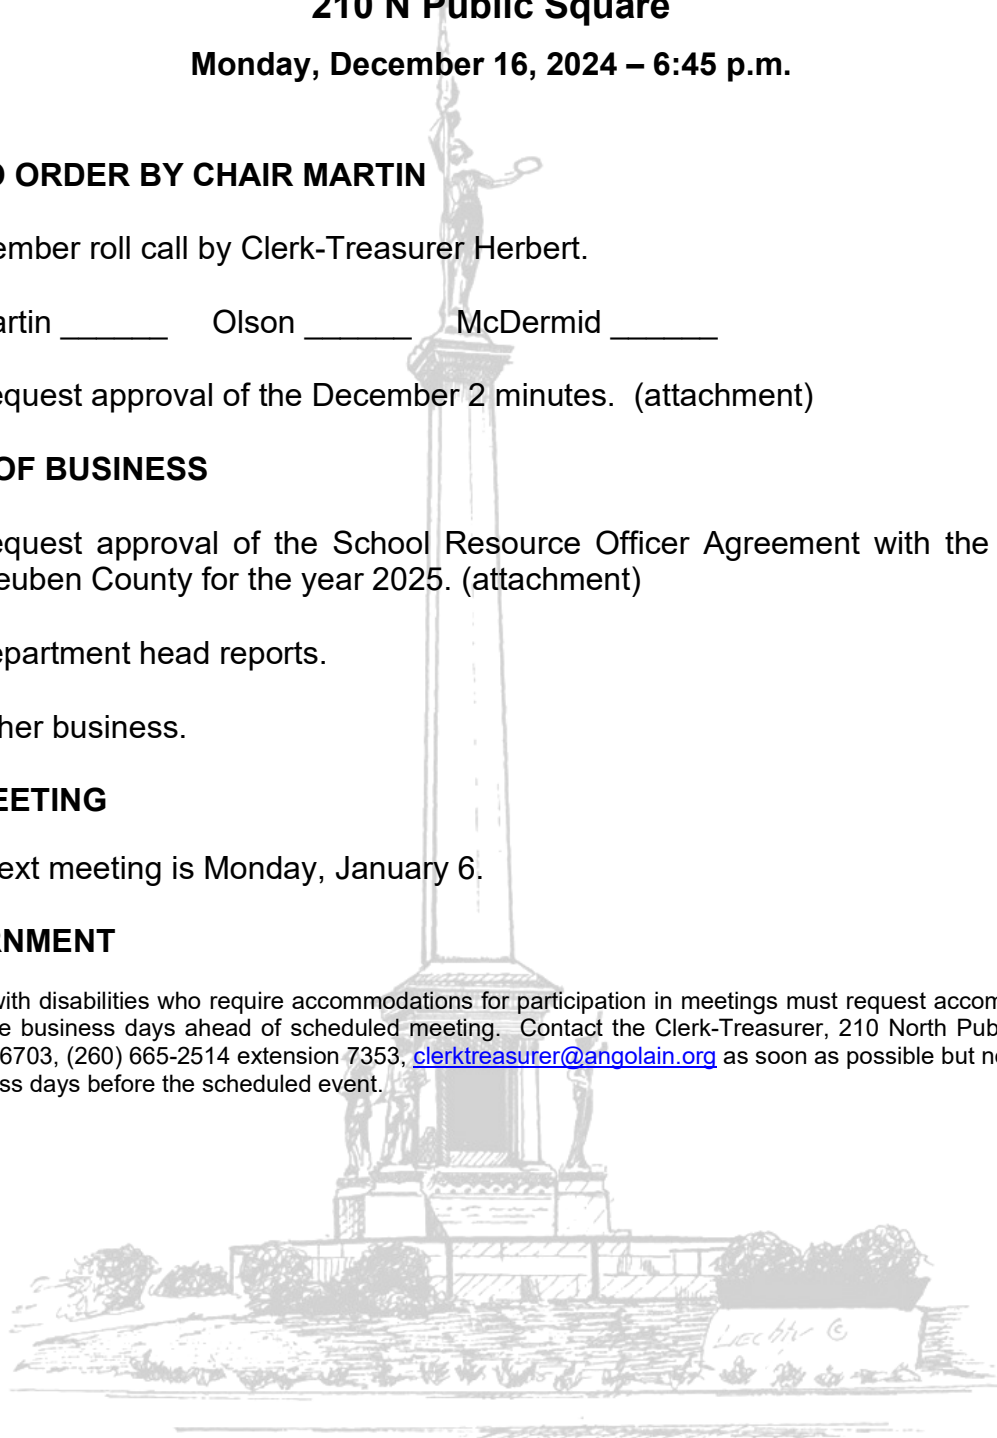 210 N Public Square
Monday, December 16, 2024 – 6:45 p.m.
O ORDER BY CHAIR MARTIN
ember roll call by Clerk-Treasurer Herbert.
artin ______ Olson ______ McDermid ______
equest approval of the December 2 minutes. (attachment)
OF BUSINESS
equest approval of the School Resource Officer Agreement with the
euben County for the year 2025. (attachment)
epartment head reports.
her business.
EETING
ext meeting is Monday, January 6.
RNMENT
with disabilities who require accommodations for participation in meetings must request accom
e business days ahead of scheduled meeting. Contact the Clerk-Treasurer, 210 North Pub
6703, (260) 665-2514 extension 7353, clerktreasurer@angolain.org as soon as possible but no
ss days before the scheduled event.